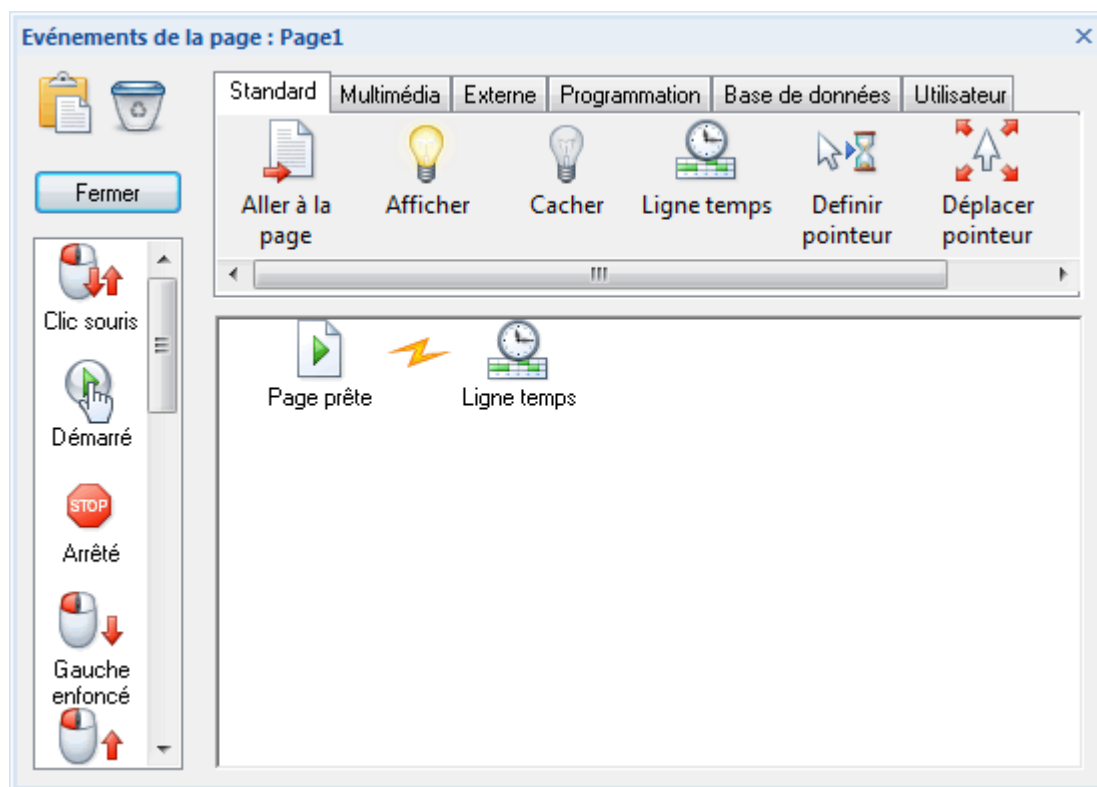 Evénements de la page : Page1
Standard Multimédia Externe Programmation Base de données Utilisateur
Fermer
Aller à la
page
Afficher
Cacher
Ligne temps
Definir
pointeur
Déplacer
pointeur
Clic souris
Démarré
STOP
Arrêté
Gauche
enfoncé
Page prête
Ligne temps